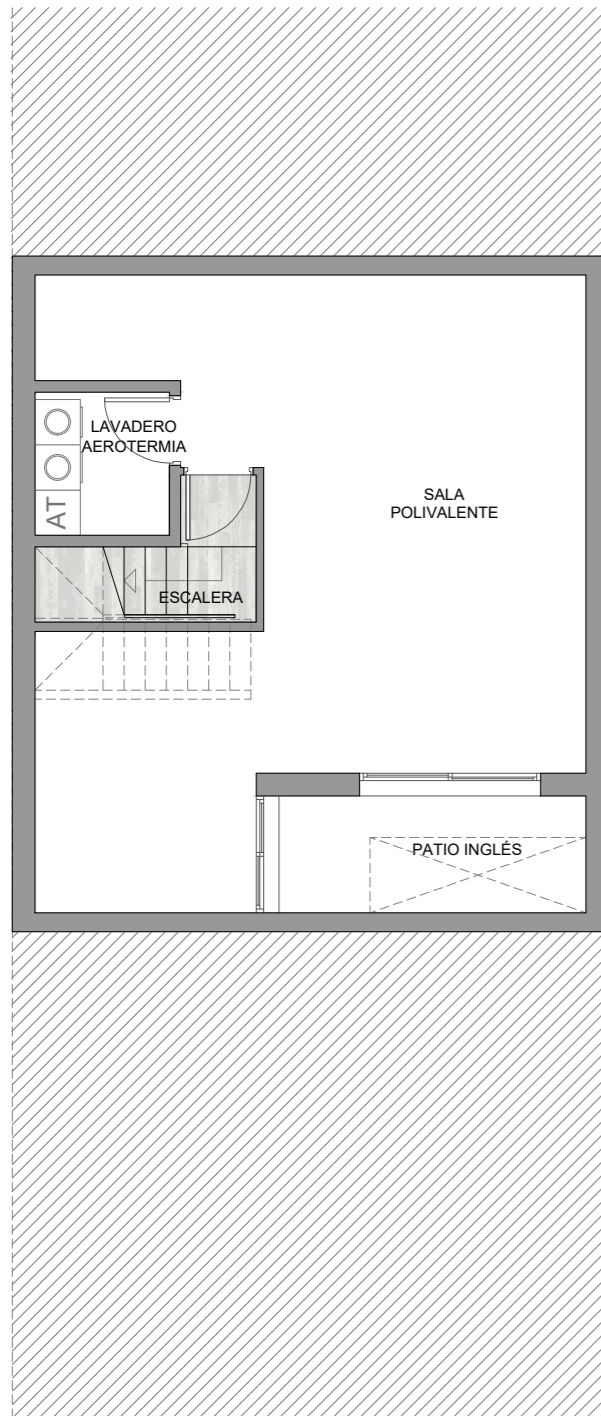 LAVADERO
AEROTERMIA
AT
SALA
POLIVALENTE
ESCALERA
PATIO INGLÉS